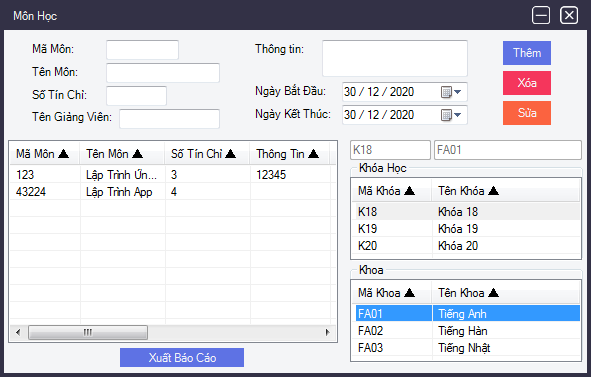 Môn Học
Mã Môn:
Tên Môn:
Số Tín Chỉ:
Tên Giảng Viên:
Thông tin:
Ngày Bắt Đầu: 30 / 12 / 2020
Ngày Kết Thúc: 30 / 12 / 2020
Thêm
Xóa
Sửa
Mã Môn Tên Môn Số Tín Chỉ Thông Tin
123 Lập Trình Ứn... 3 12345
43224 Lập Trình App 4
Xuất Báo Cáo
K18 FA01
Khóa Học
Mã Khóa Tên Khóa
K18 Khóa 18
K19 Khóa 19
K20 Khóa 20
Khoa
Mã Khoa Tên Khoa
FA01 Tiếng Anh
FA02 Tiếng Hàn
FA03 Tiếng Nhật